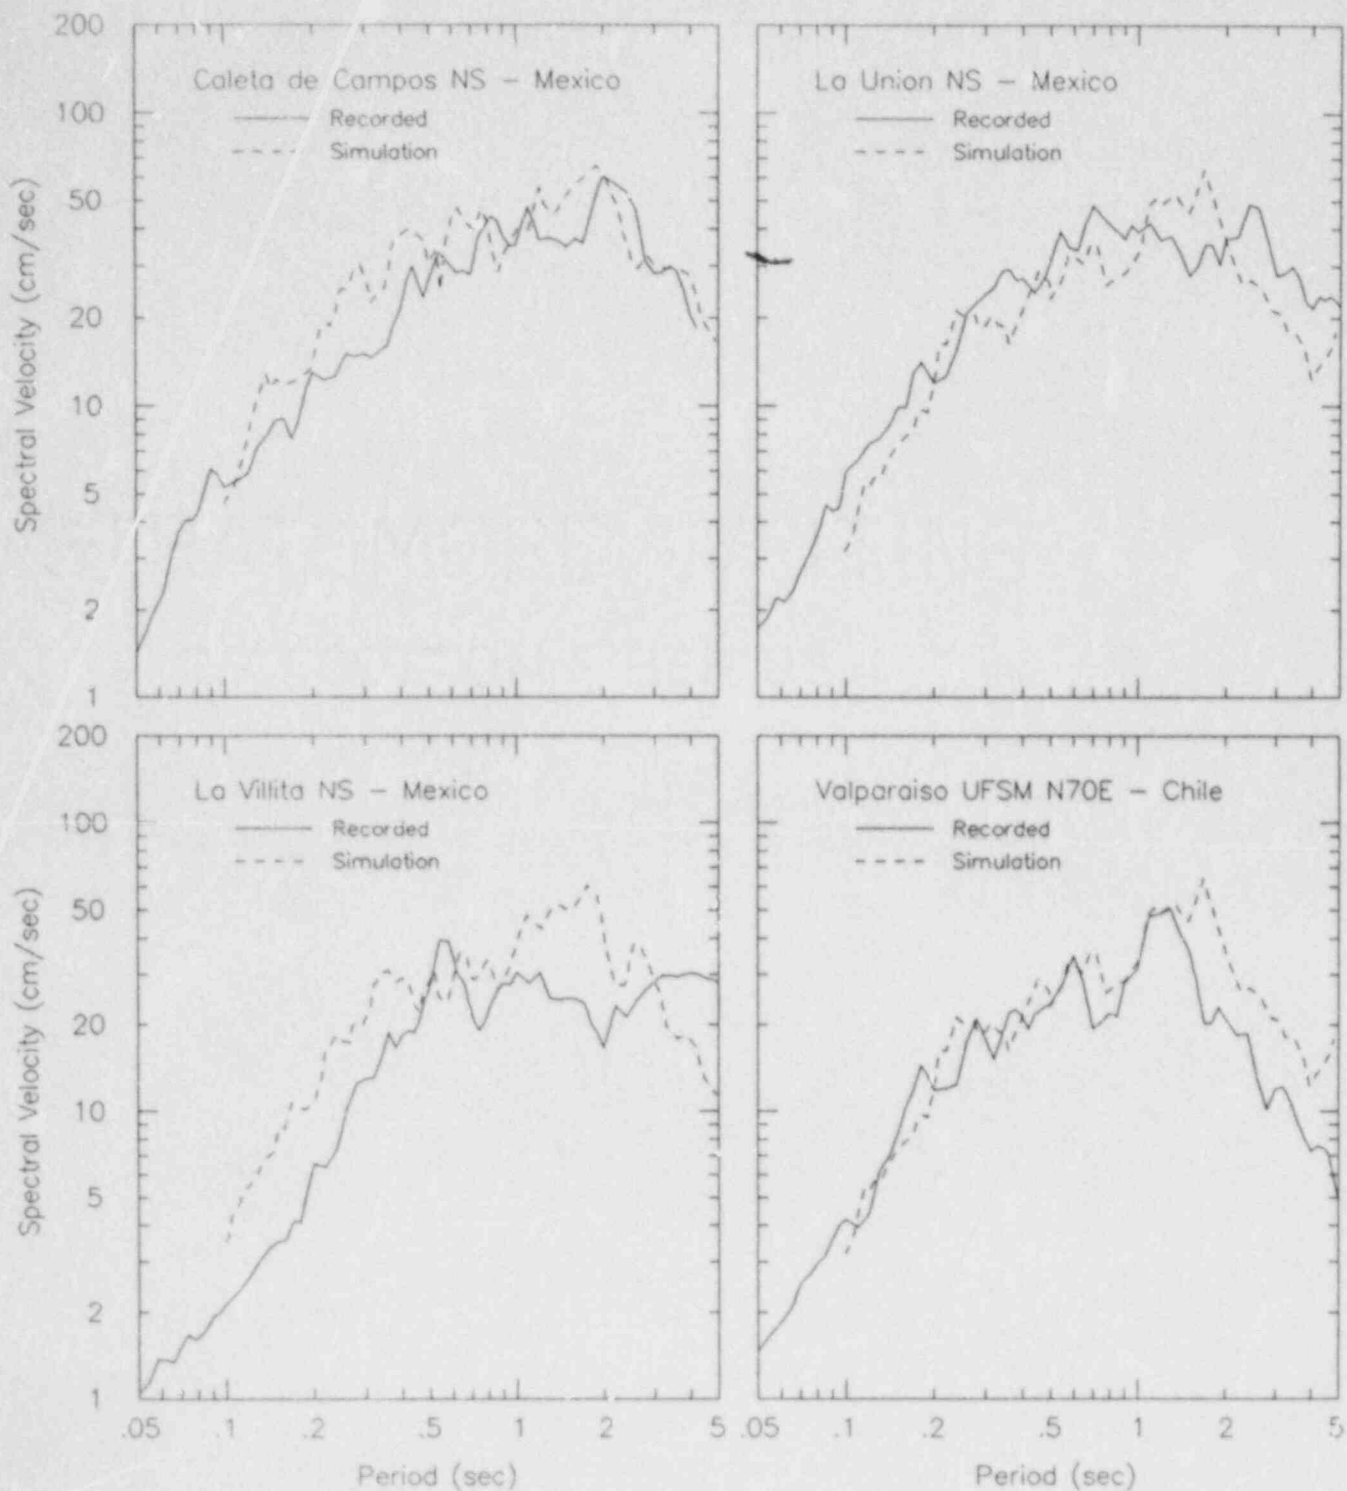 200
100
50
20
10
5
2
1
Spectral Velocity (cm/sec)
Caleta de Campos NS – Mexico
Recorded
Simulation
La Union NS – Mexico
Recorded
Simulation
200
100
50
20
10
5
2
1
Spectral Velocity (cm/sec)
La Villita NS – Mexico
Recorded
Simulation
Valparaiso UFSM N70E – Chile
Recorded
Simulation
.05 .1 .2 .5 1 2 5
.05 .1 .2 .5 1 2 5
Period (sec)
Period (sec)